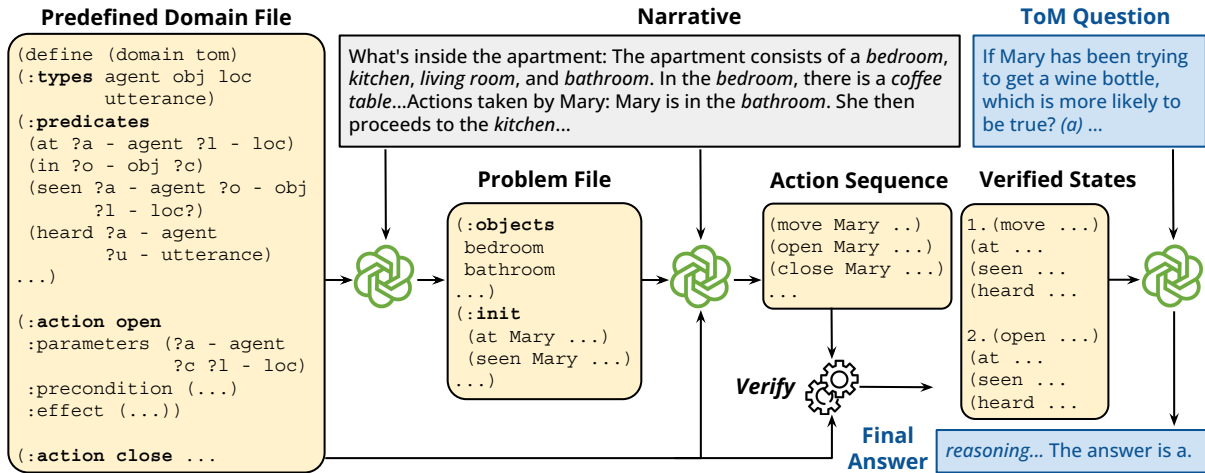 Predefined Domain File
(define (domain tom)
(:types agent obj loc
utterance)
(:predicates
(at ?a - agent ?l - loc)
(in ?o - obj ?c)
(seen ?a - agent ?o - obj
?l - loc?)
(heard ?a - agent
?u - utterance)
...)
(:action open
:parameters (?a - agent
?c ?l - loc)
:precondition (...)
:effect (...))
(:action close ...
Narrative
What's inside the apartment: The apartment consists of a bedroom,
kitchen, living room, and bathroom. In the bedroom, there is a coffee
table...Actions taken by Mary: Mary is in the bathroom. She then
proceeds to the kitchen...
ToM Question
If Mary has been trying
to get a wine bottle,
which is more likely to
be true? (a) ...
Problem File
(:objects
bedroom
bathroom
...)
(:init
(at Mary ...)
(seen Mary ...)
...)
Action Sequence
(move Mary ..)
(open Mary ...)
(close Mary ...)
...
Verify
Verified States
1.(move ...)
(at ...
(seen ...
(heard ...
2.(open ...)
(at ...
(seen ...
(heard ...
Final
Answer
reasoning... The answer is a.